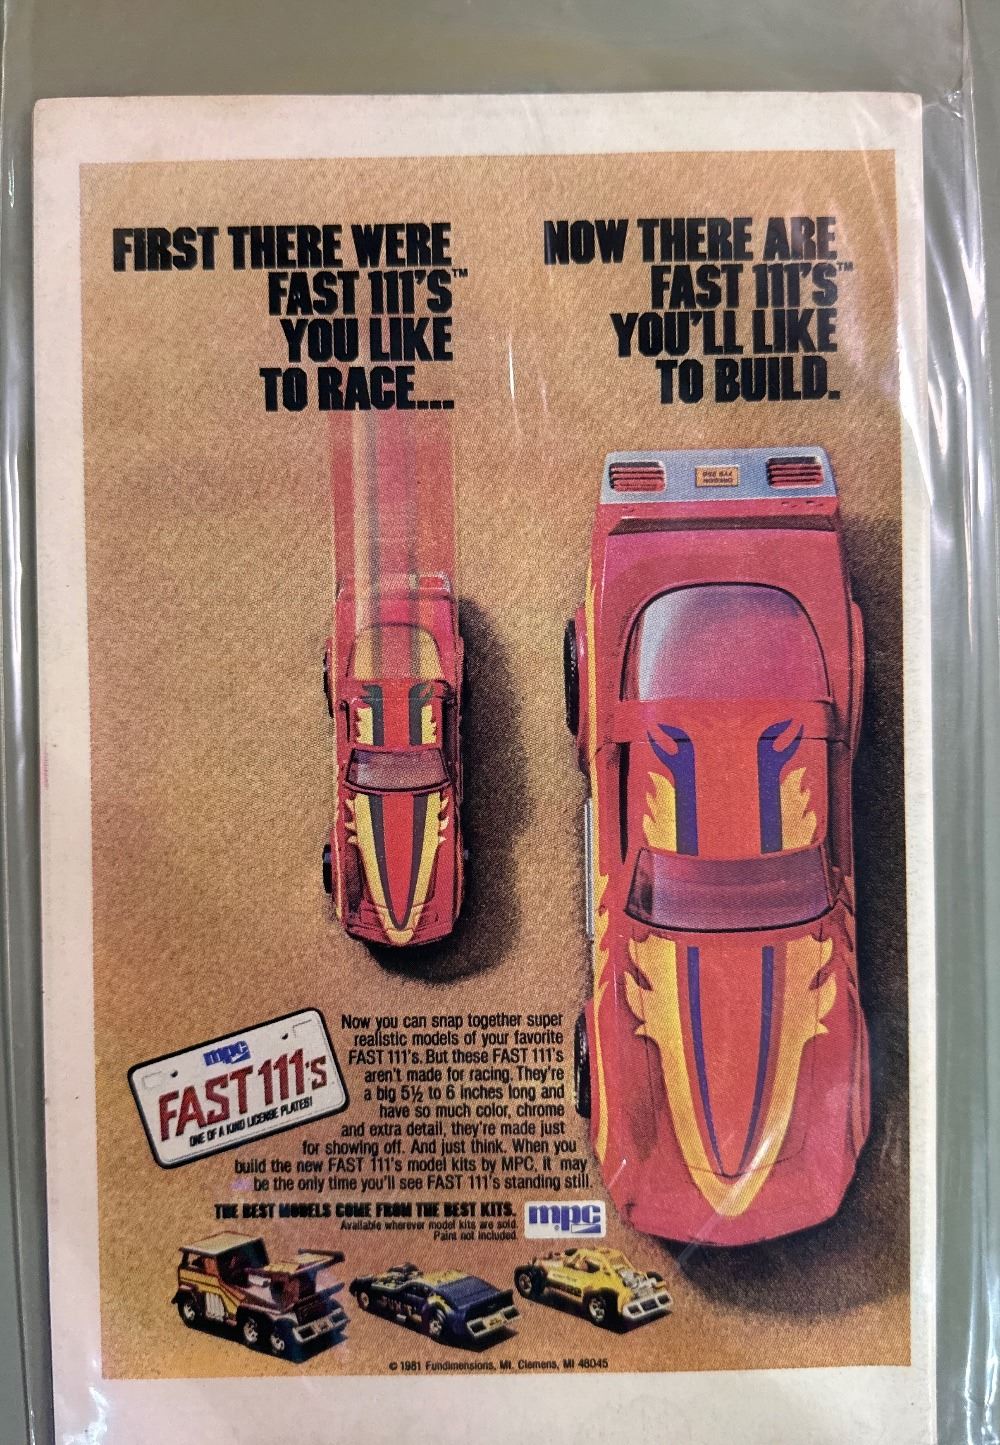 FIRST THERE WERE
FAST 111'S™
YOU LIKE
TO RACE...
NOW THERE ARE
FAST 111'S™
YOU'LL LIKE
TO BUILD.
mpc
FAST 111's
ONE OF A KIND LICENSE PLATES!
Now you can snap together super
realistic models of your favorite
FAST 111's. But these FAST 111's
aren't made for racing. They're
a big 5½ to 6 inches long and
have so much color, chrome
and extra detail, they're made just
for showing off. And just think. When you
build the new FAST 111's model kits by MPC, it may
be the only time you'll see FAST 111's standing still.
THE BEST MODELS COME FROM THE BEST KITS.
Available wherever model kits are sold.
Paint not included.
mpc
© 1981 Fundimensions, Mt. Clemens, MI 48045